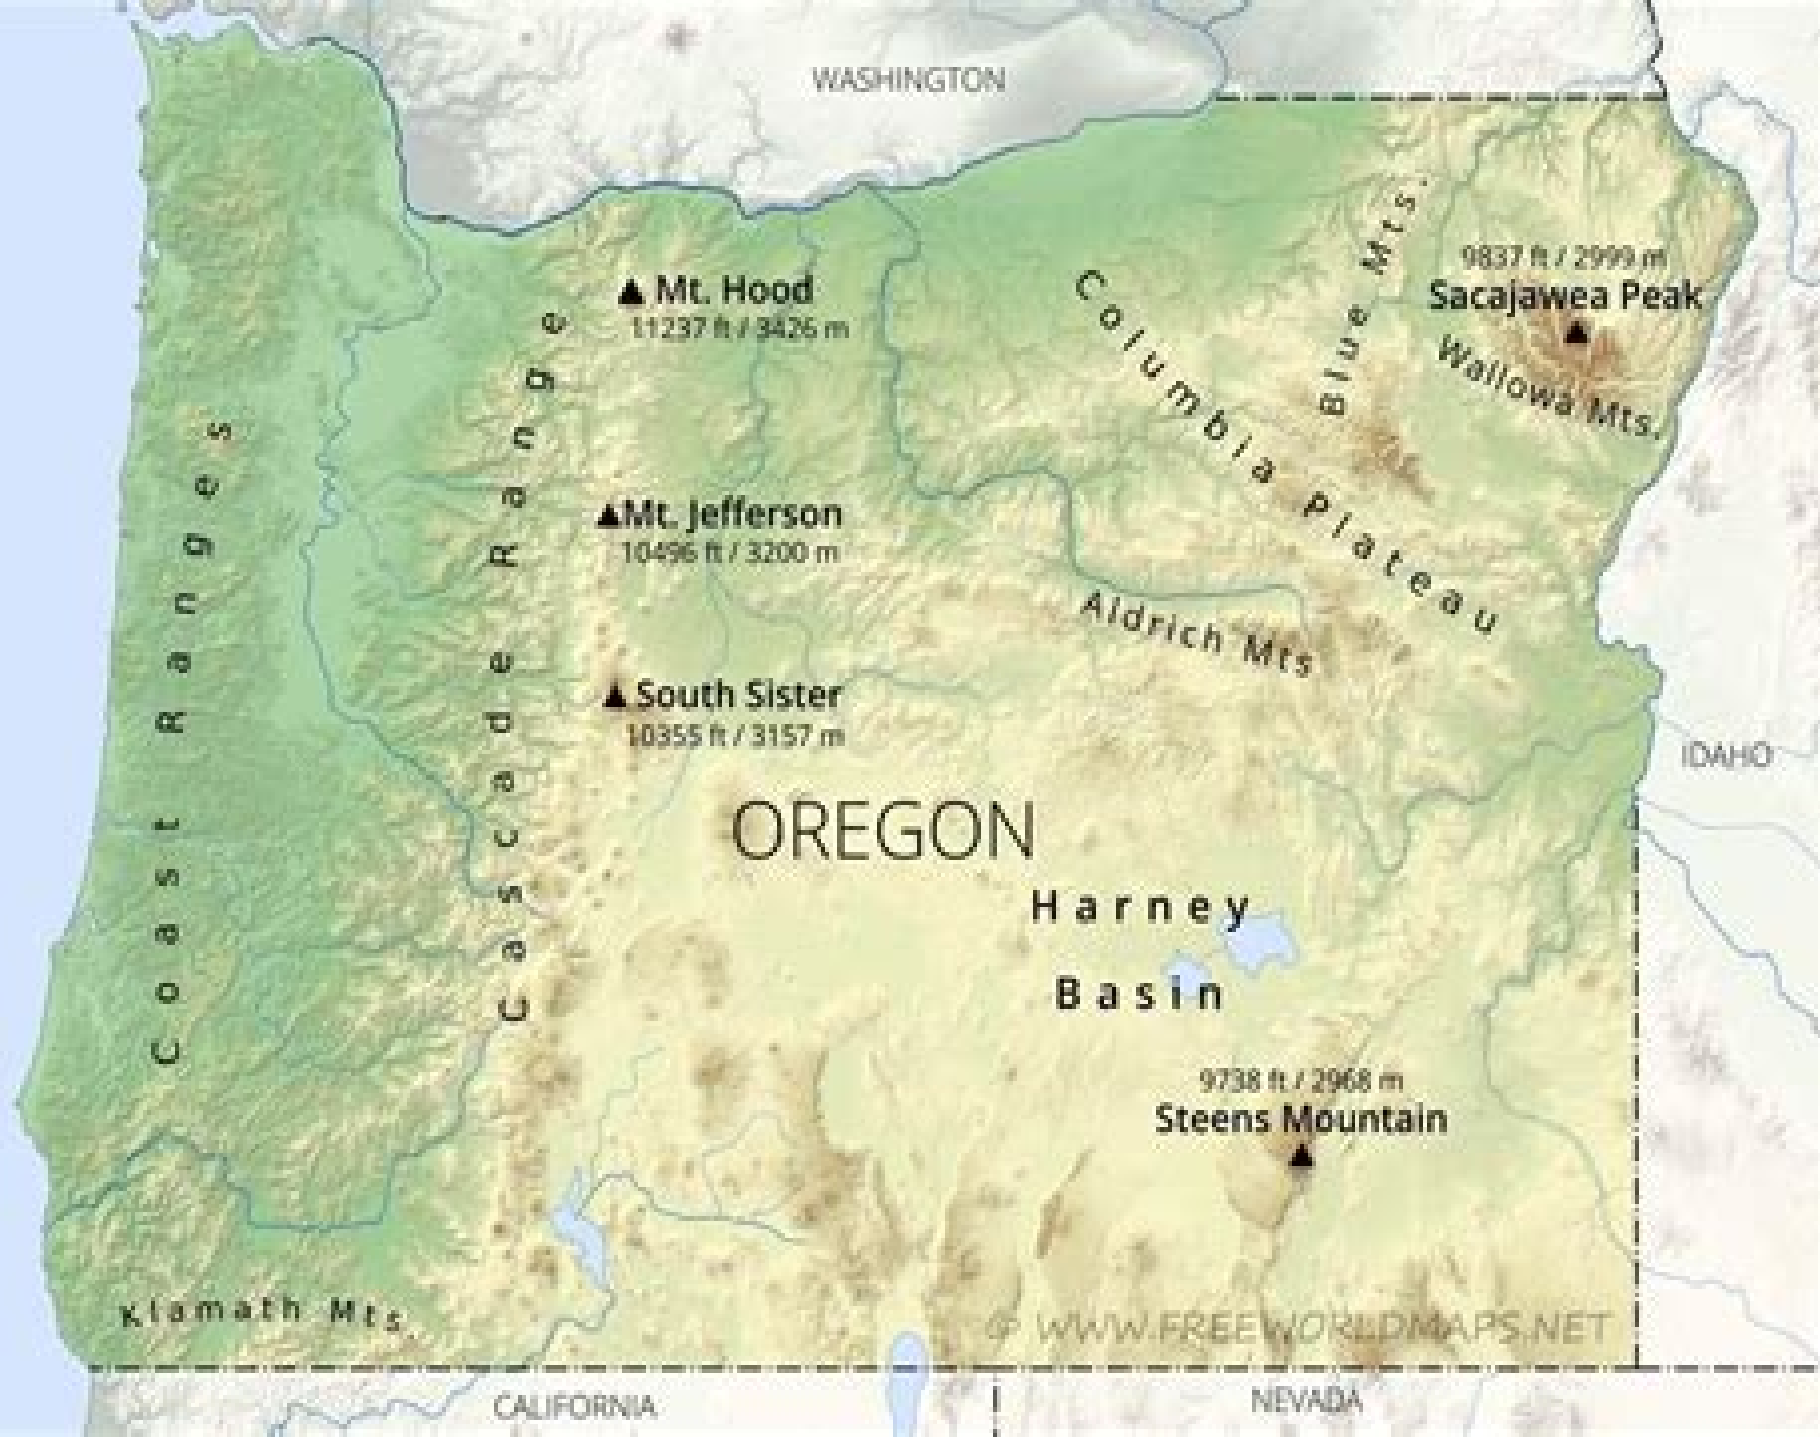 WASHINGTON
Mt. Hood
11237 ft / 3426 m
9837 ft / 2999 m
Sacajawea Peak
Wallowa Mts.
Blue Mts.
Columbia Plateau
Coast Ranges
Cascade Range
Mt. Jefferson
10496 ft / 3200 m
Aldrich Mts
South Sister
10355 ft / 3157 m
IDAHO
OREGON
Harney
Basin
9738 ft / 2968 m
Steens Mountain
Klamath Mts.
© WWW.FREEWORLDMAPS.NET
CALIFORNIA
NEVADA